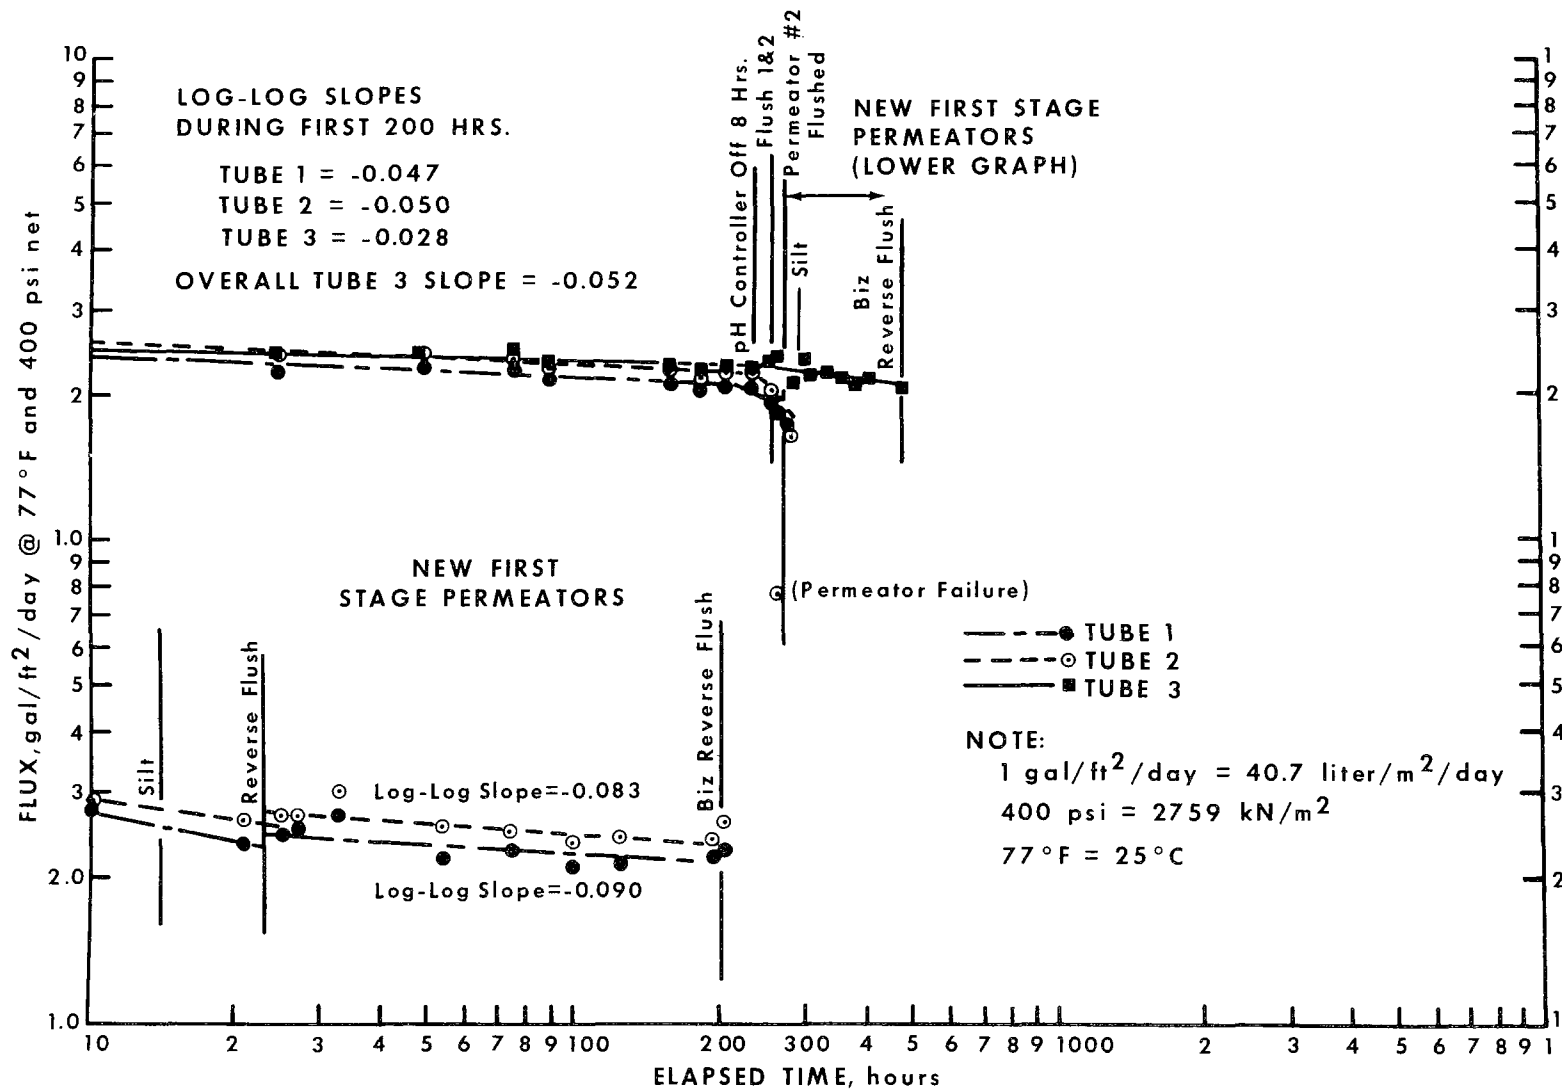 LOG-LOG SLOPES
DURING FIRST 200 HRS.
TUBE 1 = -0.047
TUBE 2 = -0.050
TUBE 3 = -0.028
OVERALL TUBE 3 SLOPE = -0.052
pH Controller Off 8 Hrs.
Flush 1&2
Permeator #2
Flushed
Silt
NEW FIRST STAGE
PERMEATORS
(LOWER GRAPH)
Biz
Reverse Flush
FLUX, gal/ft²/day @ 77°F and 400 psi net
10
9
8
7
6
5
4
3
2
1.0
9
8
7
6
5
4
3
2.0
1.0
1
9
8
7
6
5
4
3
2
1
9
8
7
6
5
4
3
2
NEW FIRST
STAGE PERMEATORS
(Permeator Failure)
Silt
Reverse Flush
Biz Reverse Flush
Log-Log Slope=-0.083
Log-Log Slope=-0.090
TUBE 1
TUBE 2
TUBE 3
NOTE:
1 gal/ft²/day = 40.7 liter/m²/day
400 psi = 2759 kN/m²
77°F = 25°C
10 2 3 4 5 6 7 8 9 100 200 300 4 5 6 7 8 9 1000 2 3 4 5 6 7 8 9 1
ELAPSED TIME, hours